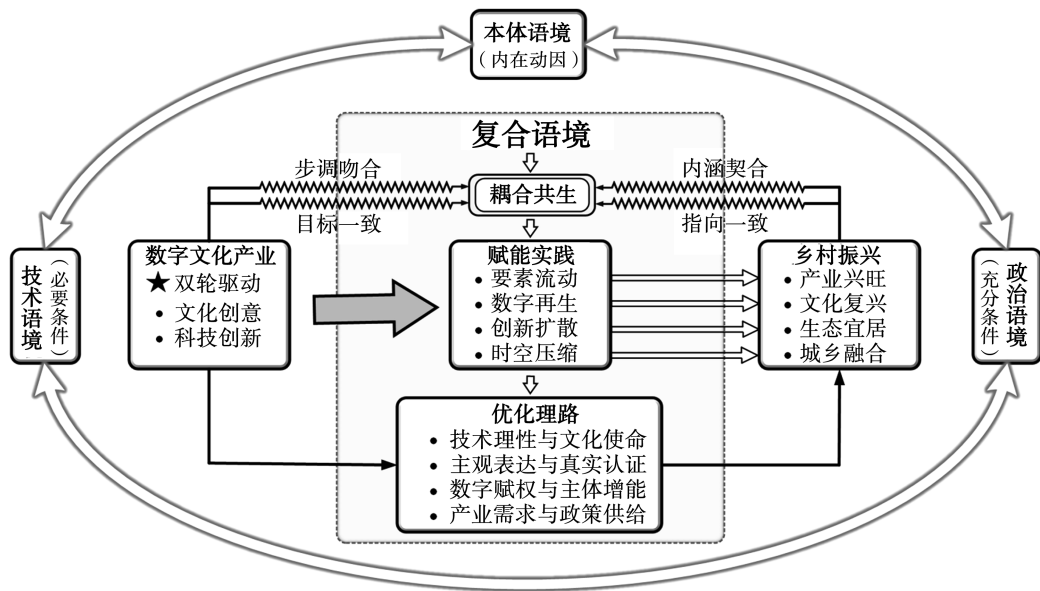 本体语境
(内在动因)
复合语境
步调吻合
内涵契合
耦合共生
目标一致
指向一致
技术语境
(必要条件)
数字文化产业
★ 双轮驱动
• 文化创意
• 科技创新
赋能实践
• 要素流动
• 数字再生
• 创新扩散
• 时空压缩
乡村振兴
• 产业兴旺
• 文化复兴
• 生态宜居
• 城乡融合
政治语境
(充分条件)
优化理路
• 技术理性与文化使命
• 主观表达与真实认证
• 数字赋权与主体增能
• 产业需求与政策供给